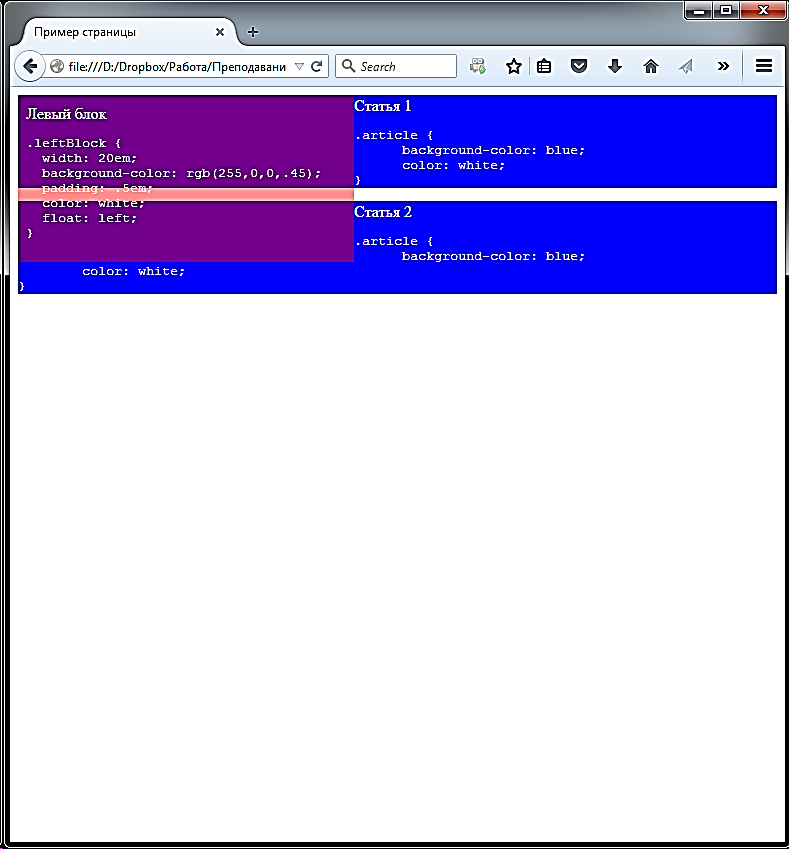 Пример страницы
file:///D:/Dropbox/Работа/Преподавани
Search
Левый блок
.leftBlock {
width: 20em;
background-color: rgb(255,0,0,.45);
padding: .5em;
color: white;
float: left;
}
Статья 1
.article {
background-color: blue;
color: white;
}
Статья 2
.article {
background-color: blue;
color: white;
}